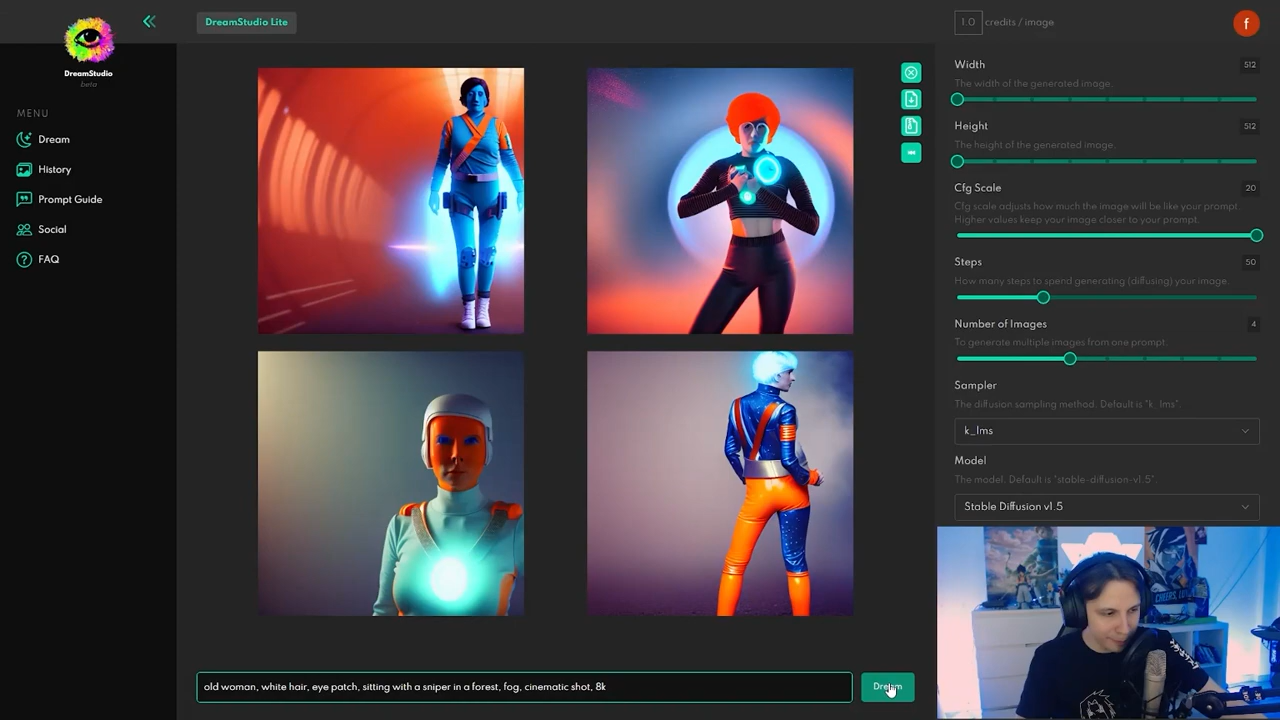 DreamStudio
beta
MENU
Dream
History
Prompt Guide
Social
FAQ
DreamStudio Lite
1.0 credits / image
f
Width 512
The width of the generated image.
Height 512
The height of the generated image.
Cfg Scale 20
Cfg scale adjusts how much the image will be like your prompt.
Higher values keep your image closer to your prompt.
Steps 50
How many steps to spend generating (diffusing) your image.
Number of Images 4
To generate multiple images from one prompt.
Sampler
The diffusion sampling method. Default is "k_lms".
k_lms
Model
The model. Default is "stable-diffusion-v1.5".
Stable Diffusion v1.5
old woman, white hair, eye patch, sitting with a sniper in a forest, fog, cinematic shot, 8k
Dream